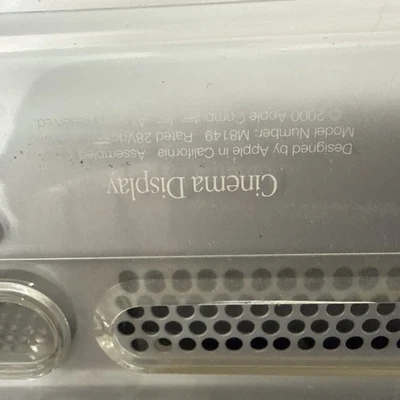 Cinema Display
Designed by Apple in California Assembled
Model Number: M8149 Rated 28Vdc
© 2000 Apple Computer, Inc.